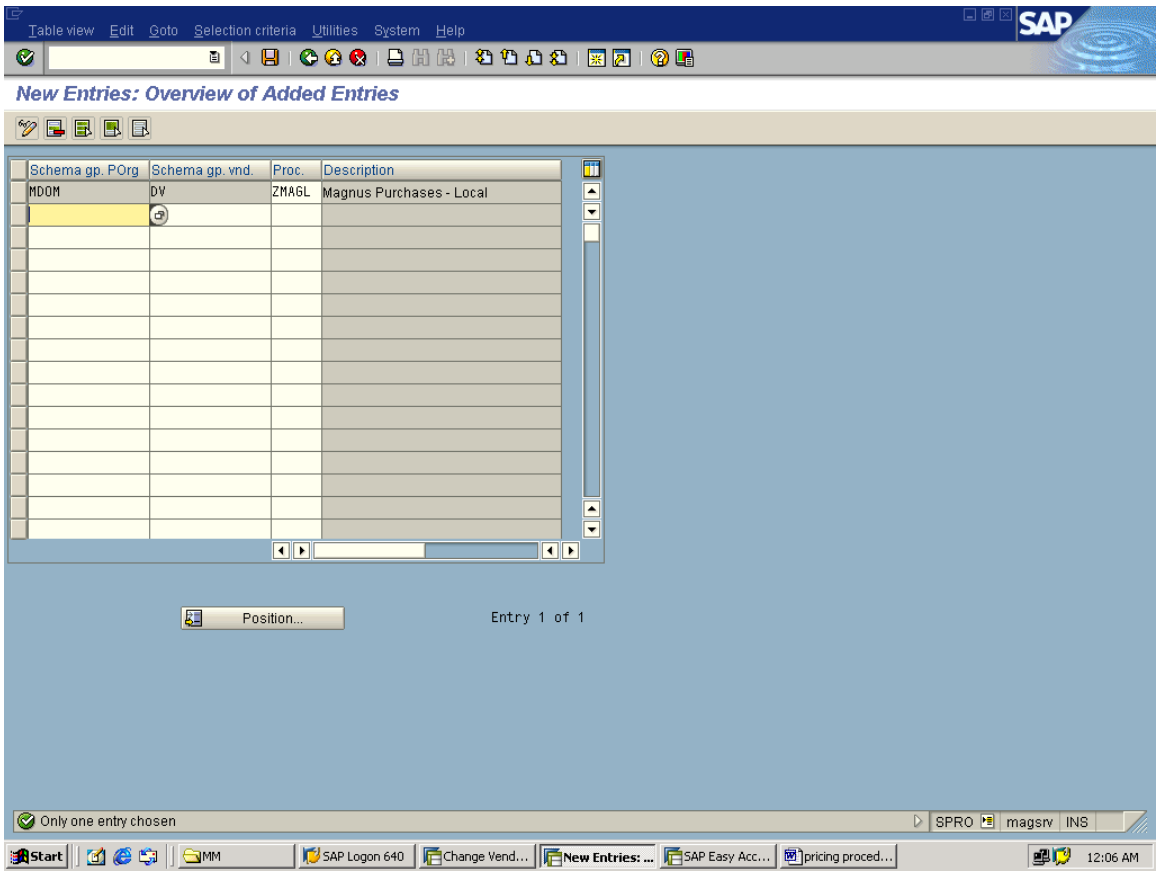 Table view Edit Goto Selection criteria Utilities System Help
SAP
New Entries: Overview of Added Entries
Schema gp. POrg Schema gp. vnd. Proc. Description
MDOM DV ZMAGL Magnus Purchases - Local
Position... Entry 1 of 1
Only one entry chosen SPRO magsrv INS
Start MM SAP Logon 640 Change Vend... New Entries: ... SAP Easy Acc... pricing proced... 12:06 AM